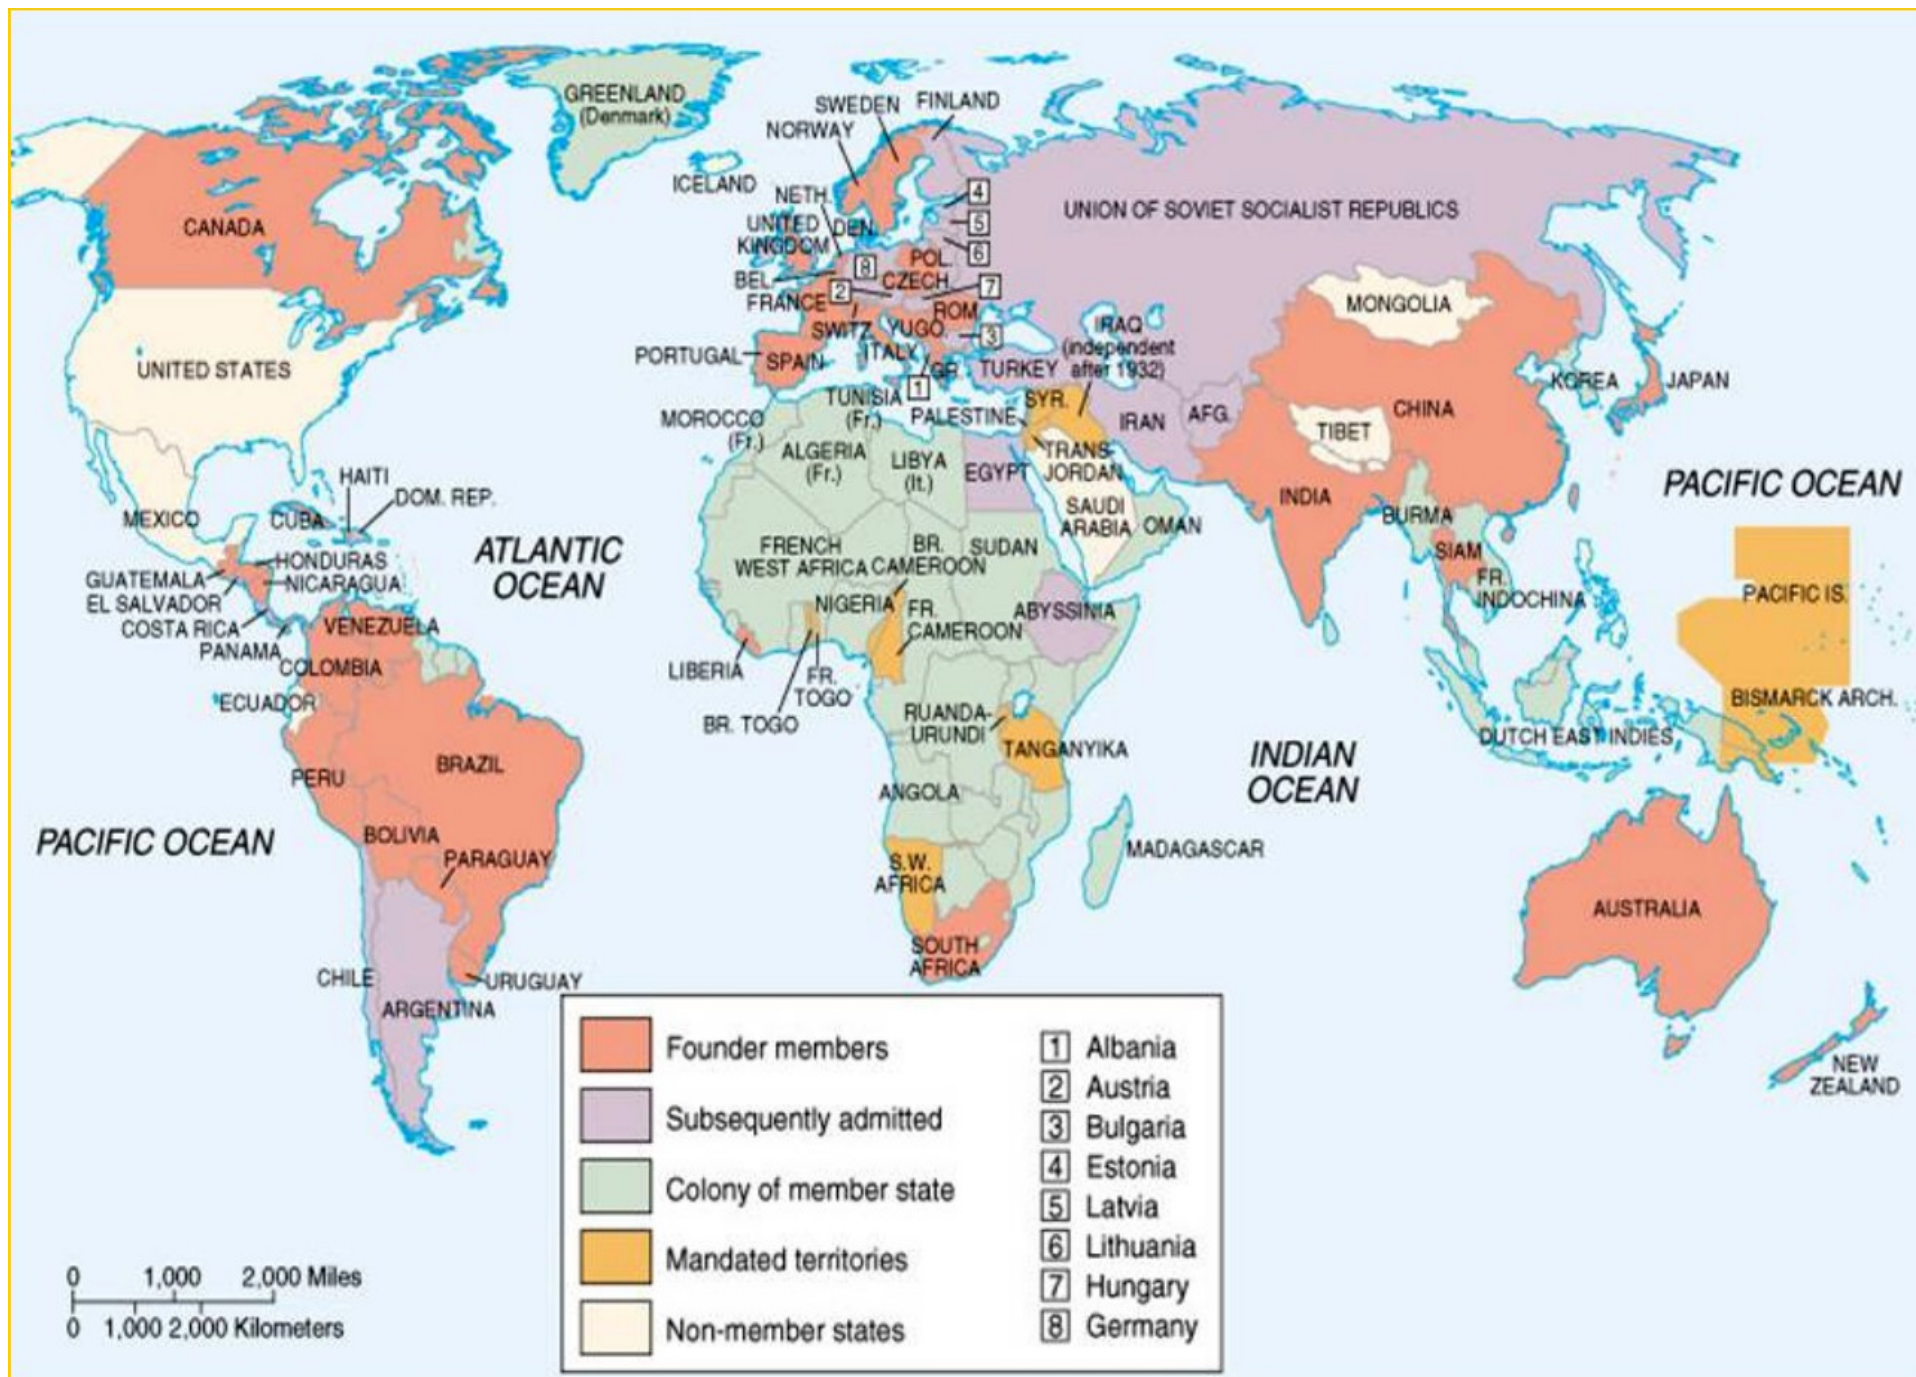 GREENLAND
(Denmark)
SWEDEN
FINLAND
NORWAY
ICELAND
NETH.
UNITED
KINGDOM
DEN.
4
5
6
8
POL.
CZECH.
BEL.
2
7
FRANCE
ROM.
SWITZ.
YUGO.
3
ITALY
PORTUGAL
SPAIN
GR.
1
TURKEY
IRAQ
(independent
after 1932)
UNION OF SOVIET SOCIALIST REPUBLICS
MONGOLIA
KOREA
JAPAN
CHINA
TIBET
CANADA
UNITED STATES
MEXICO
HAITI
DOM. REP.
CUBA
HONDURAS
NICARAGUA
GUATEMALA
EL SALVADOR
COSTA RICA
PANAMA
VENEZUELA
COLOMBIA
ECUADOR
PERU
BRAZIL
BOLIVIA
PARAGUAY
CHILE
URUGUAY
ARGENTINA
ATLANTIC
OCEAN
PACIFIC OCEAN
MOROCCO
(Fr.)
TUNISIA
(Fr.)
ALGERIA
(Fr.)
LIBYA
(It.)
PALESTINE
SYR.
TRANS-
JORDAN
EGYPT
IRAN
AFG.
SAUDI
ARABIA
OMAN
INDIA
BURMA
SIAM
FR.
INDOCHINA
FRENCH
WEST AFRICA
BR.
CAMEROON
SUDAN
NIGERIA
FR.
CAMEROON
ABYSSINIA
LIBERIA
FR.
TOGO
BR. TOGO
RUANDA-
URUNDI
TANGANYIKA
ANGOLA
S.W.
AFRICA
MADAGASCAR
SOUTH
AFRICA
INDIAN
OCEAN
PACIFIC OCEAN
PACIFIC IS.
BISMARCK ARCH.
DUTCH EAST INDIES
AUSTRALIA
NEW
ZEALAND
Founder members
Subsequently admitted
Colony of member state
Mandated territories
Non-member states
1 Albania
2 Austria
3 Bulgaria
4 Estonia
5 Latvia
6 Lithuania
7 Hungary
8 Germany
0 1,000 2,000 Miles
0 1,000 2,000 Kilometers